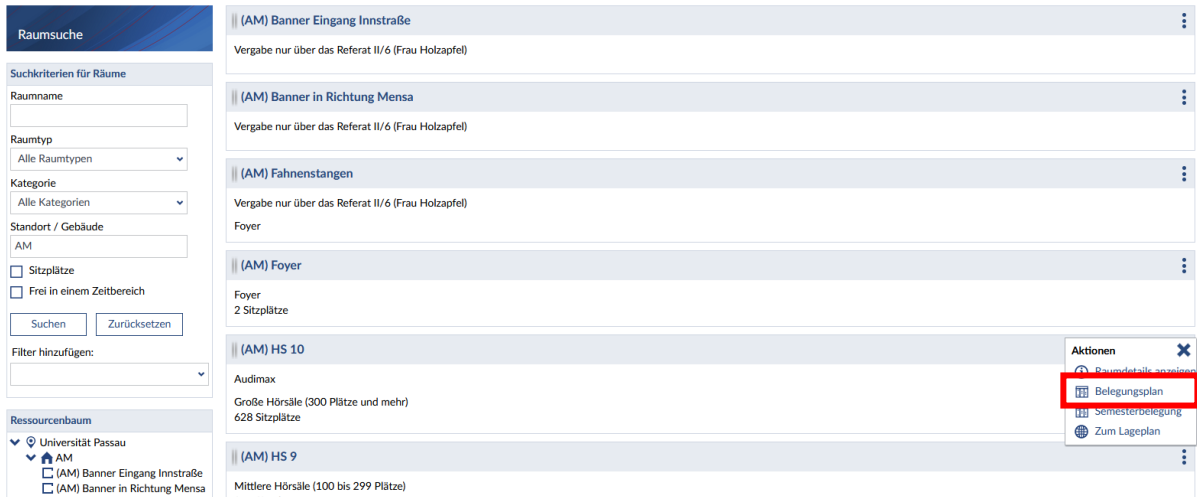 Raumsuche
Suchkriterien für Räume
Raumname
Raumtyp
Alle Raumtypen
Kategorie
Alle Kategorien
Standort / Gebäude
AM
Sitzplätze
Frei in einem Zeitbereich
Suchen Zurücksetzen
Filter hinzufügen:
Ressourcenbaum
Universität Passau
AM
(AM) Banner Eingang Innstraße
(AM) Banner in Richtung Mensa
(AM) Banner Eingang Innstraße
Vergabe nur über das Referat II/6 (Frau Holzapfel)
(AM) Banner in Richtung Mensa
Vergabe nur über das Referat II/6 (Frau Holzapfel)
(AM) Fahnenstangen
Vergabe nur über das Referat II/6 (Frau Holzapfel)
Foyer
(AM) Foyer
Foyer
2 Sitzplätze
(AM) HS 10
Audimax
Große Hörsäle (300 Plätze und mehr)
628 Sitzplätze
Aktionen
Raumdetails anzeigen
Belegungsplan
Semesterbelegung
Zum Lageplan
(AM) HS 9
Mittlere Hörsäle (100 bis 299 Plätze)